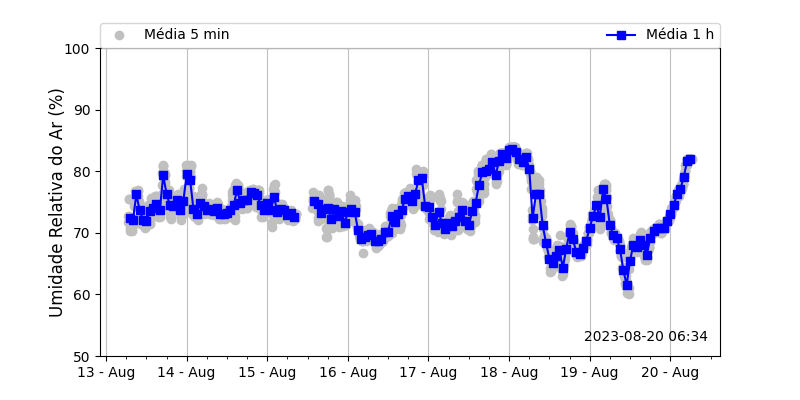 Média 5 min
Média 1 h
100
90
80
70
60
50
Umidade Relativa do Ar (%)
2023-08-20 06:34
13 - Aug
14 - Aug
15 - Aug
16 - Aug
17 - Aug
18 - Aug
19 - Aug
20 - Aug